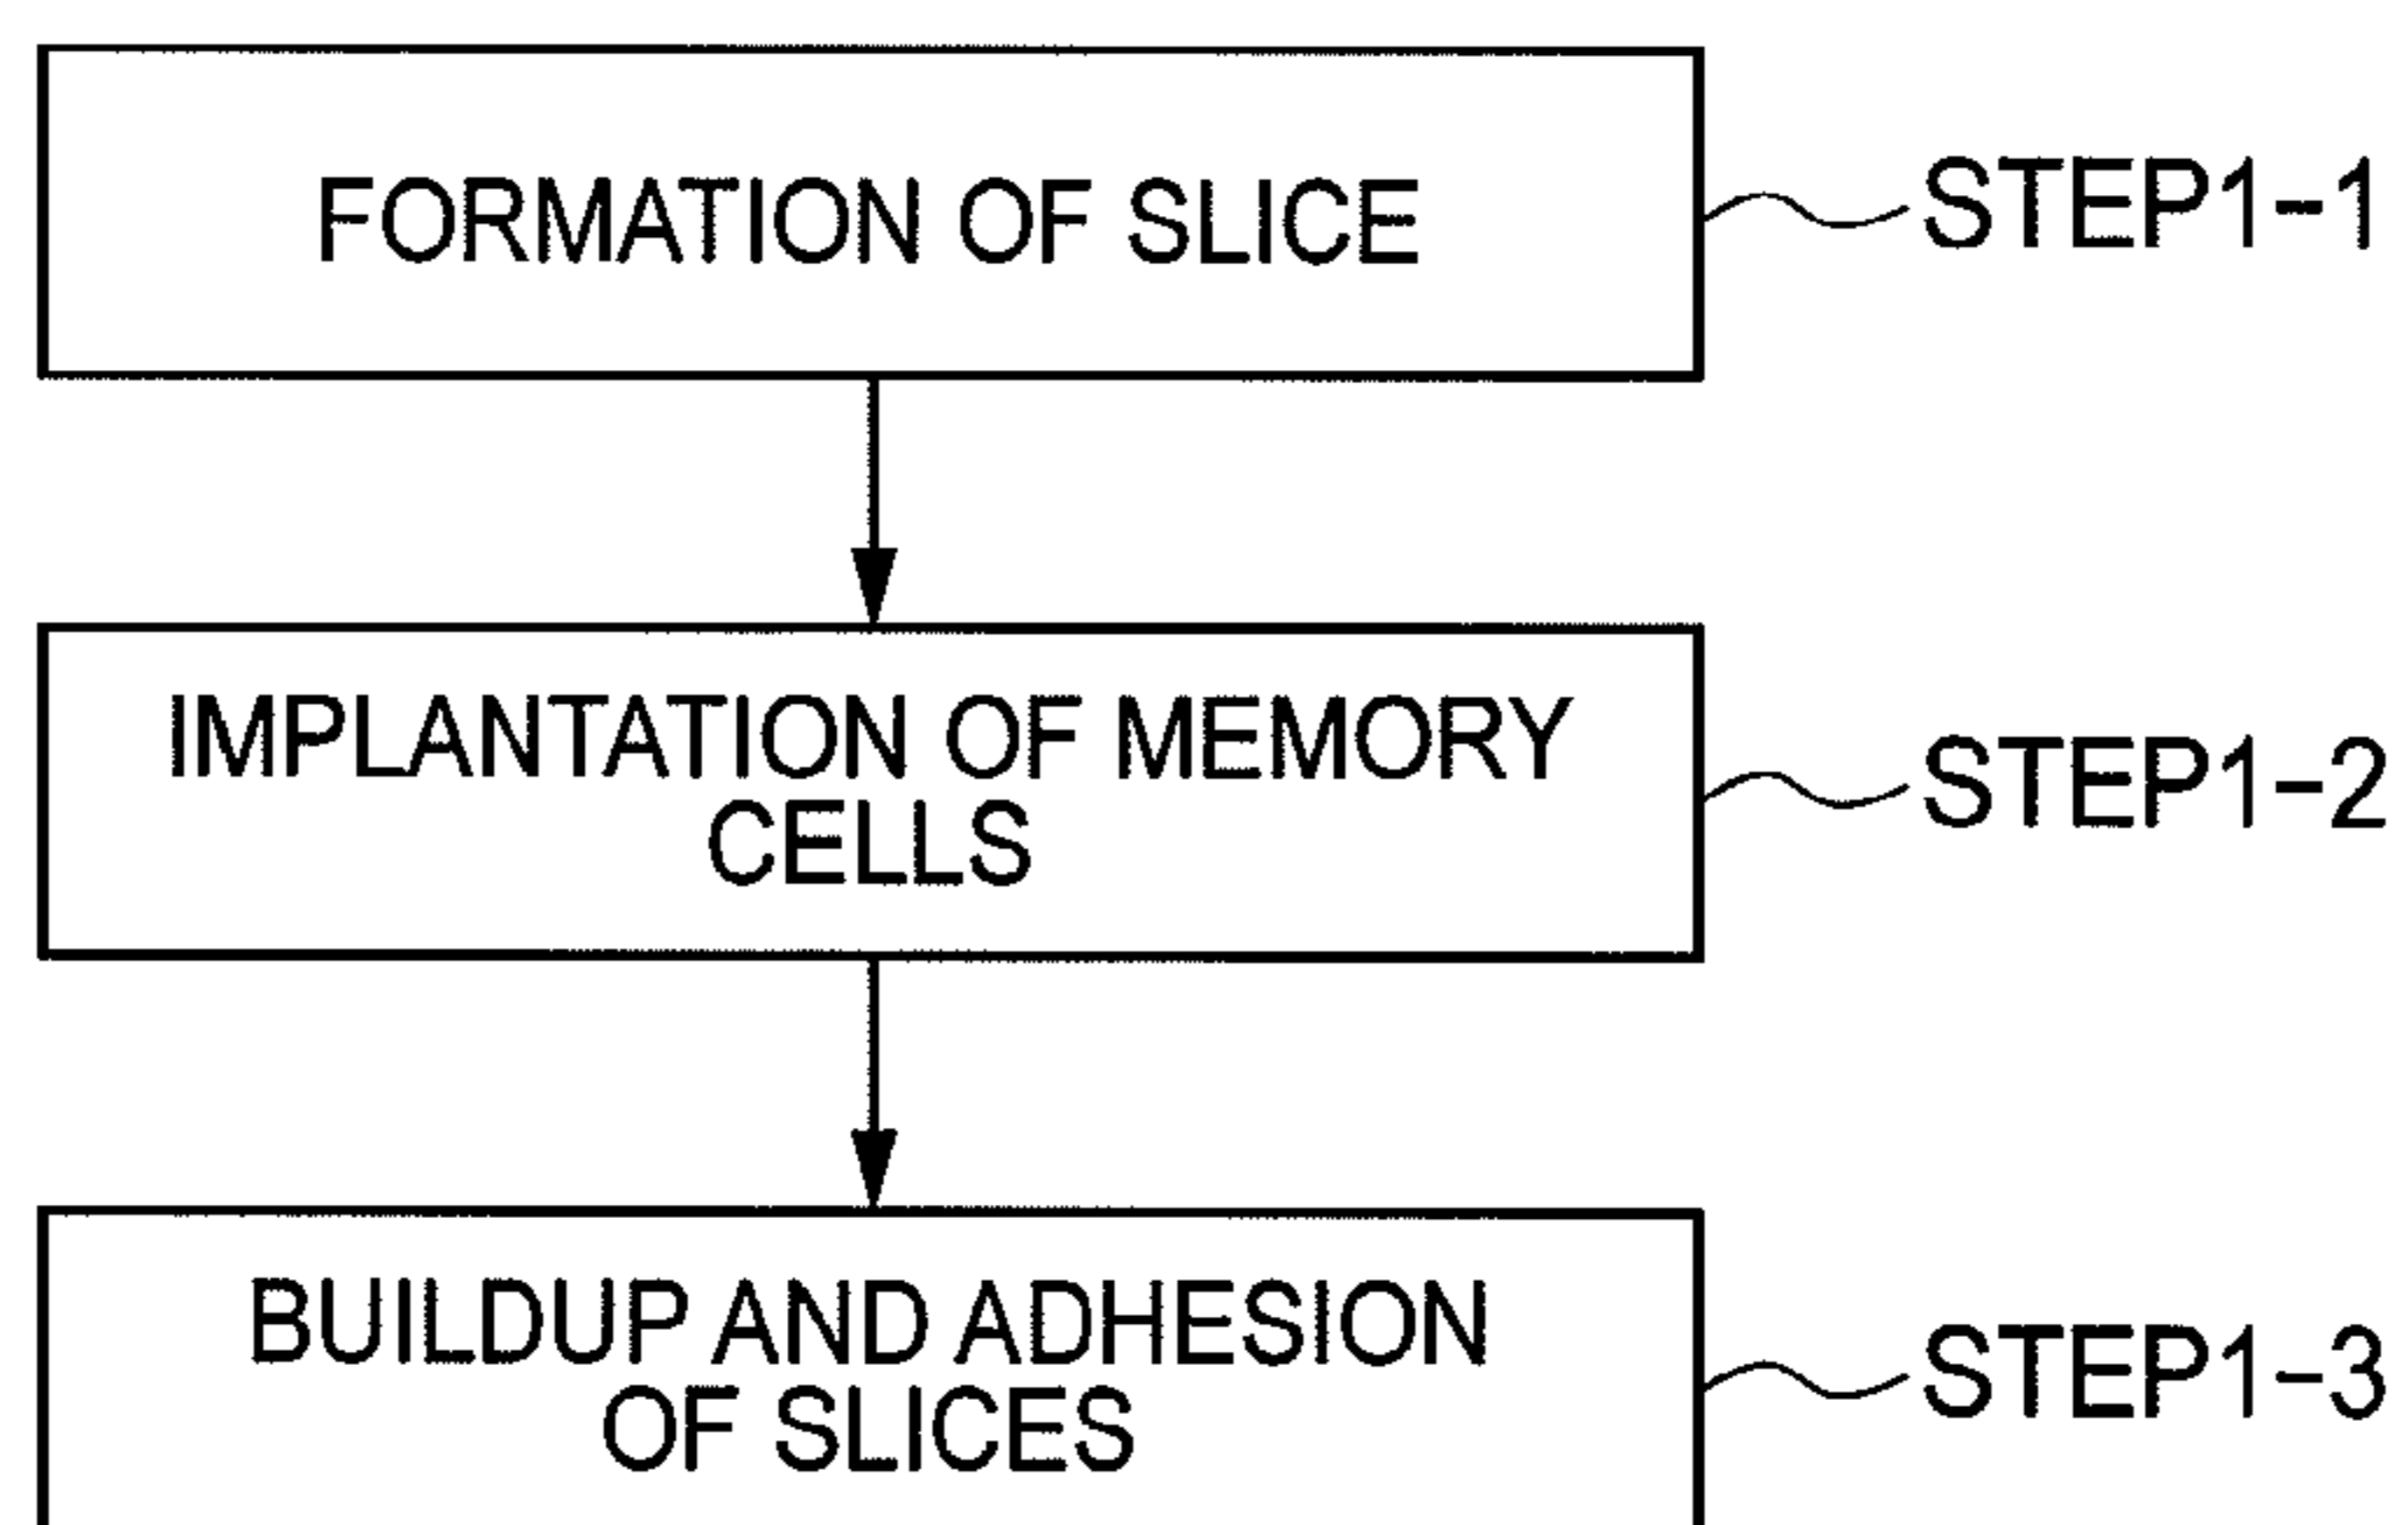 FORMATION OF SLICE
STEP1-1
IMPLANTATION OF MEMORY
CELLS
STEP1-2
BUILDUP AND ADHESION
OF SLICES
STEP1-3